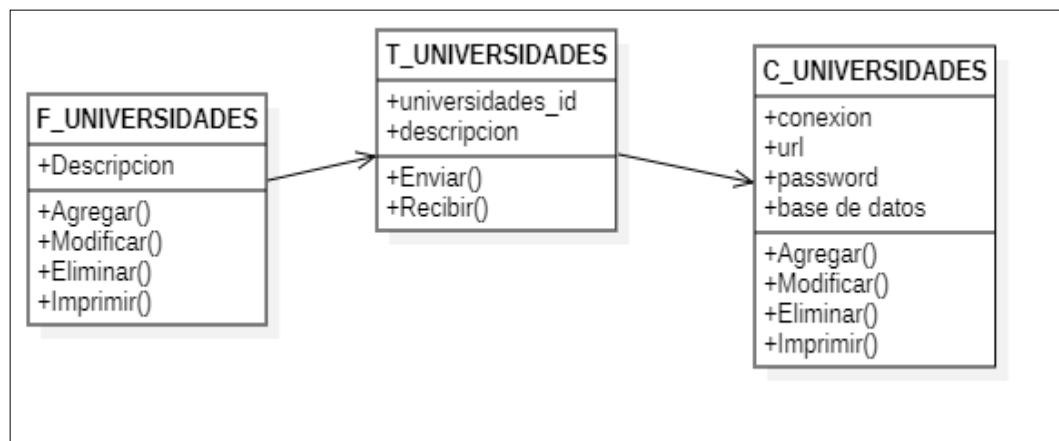 F_UNIVERSIDADES
+Descripcion
+Agregar()
+Modificar()
+Eliminar()
+Imprimir()
T_UNIVERSIDADES
+universidades_id
+descripcion
+Enviar()
+Recibir()
C_UNIVERSIDADES
+conexion
+url
+password
+base de datos
+Agregar()
+Modificar()
+Eliminar()
+Imprimir()